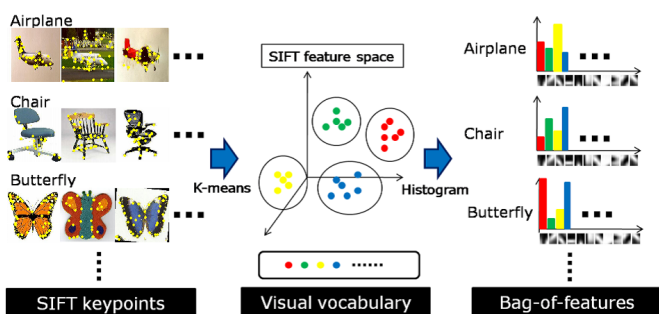 Airplane
Chair
Butterfly
SIFT keypoints
K-means
SIFT feature space
Visual vocabulary
Histogram
Airplane
Chair
Butterfly
Bag-of-features